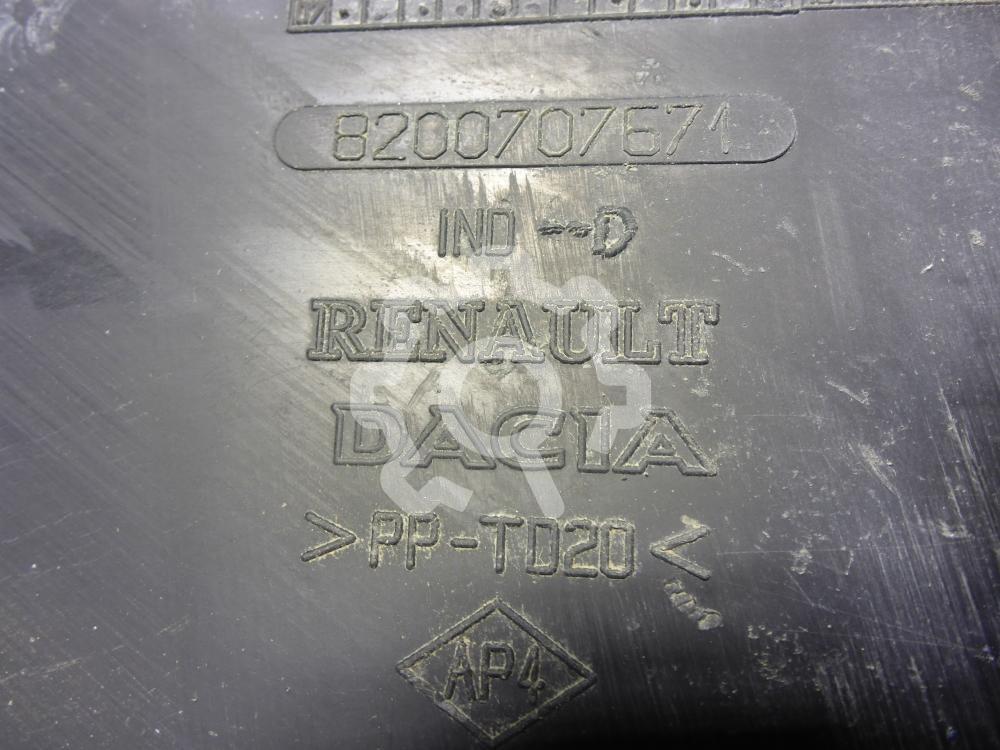 8200707671
IND --D
RENAULT
DACIA
>PP-TD20<
AP4